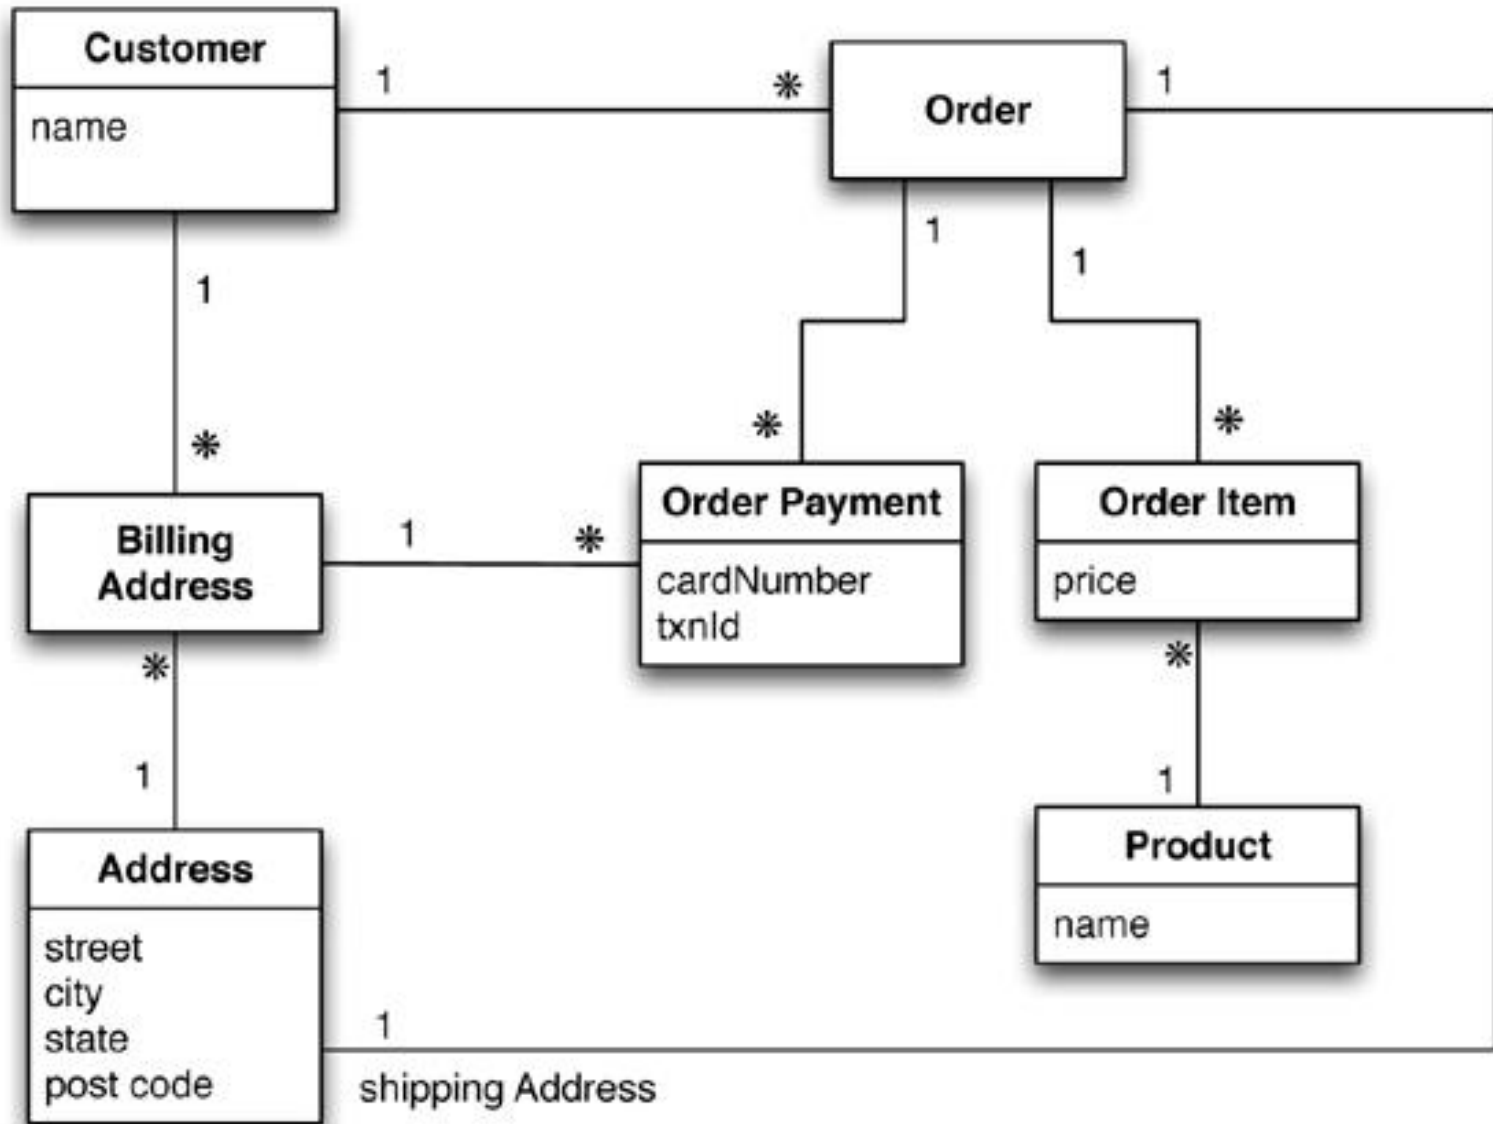 Customer
name
1
*
Order
1
1
*
1
*
1
*
Billing
Address
1
*
Order Payment
cardNumber
txnId
Order Item
price
*
1
*
1
Product
name
Address
street
city
state
post code
1
shipping Address